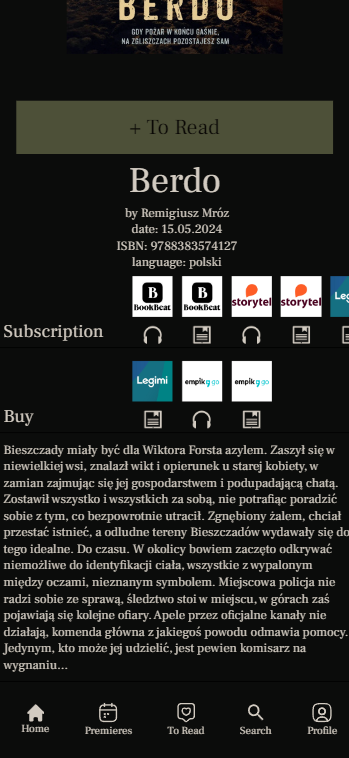 BERDO
GDY POŻAR W KOŃCU GAŚNIE,
NA ZGLISZCZACH POZOSTAJESZ SAM
+ To Read
Berdo
by Remigiusz Mróz
date: 15.05.2024
ISBN: 9788383574127
language: polski
B B
BOOKBEAT BOOKBEAT storytel storytel Leg
Subscription
Legimi empik go empik go
Buy
Bieszczady miały być dla Wiktora Forsta azylem. Zaszył się w
niewielkiej wsi, znalazł wikt i opierunek u starej kobiety, w
zamian zajmując się jej gospodarstwem i podupadającą chatą.
Zostawił wszystko i wszystkich za sobą, nie potrafiąc poradzić
sobie z tym, co bezpowrotnie utracił. Zgnębiony żalem, chciał
przestać istnieć, a odludne tereny Bieszczadów wydawały się do
tego idealne. Do czasu. W okolicy bowiem zaczęto odkrywać
niemożliwe do identyfikacji ciała, wszystkie z wypalonym
między oczami, nieznanym symbolem. Miejscowa policja nie
radzi sobie ze sprawą, śledztwo stoi w miejscu, w górach zaś
pojawiają się kolejne ofiary. Apele przez oficjalne kanały nie
działają, komenda główna z jakiegoś powodu odmawia pomocy.
Jedynym, kto może jej udzielić, jest pewien komisarz na
wygnaniu…
Home Premieres To Read Search Profile